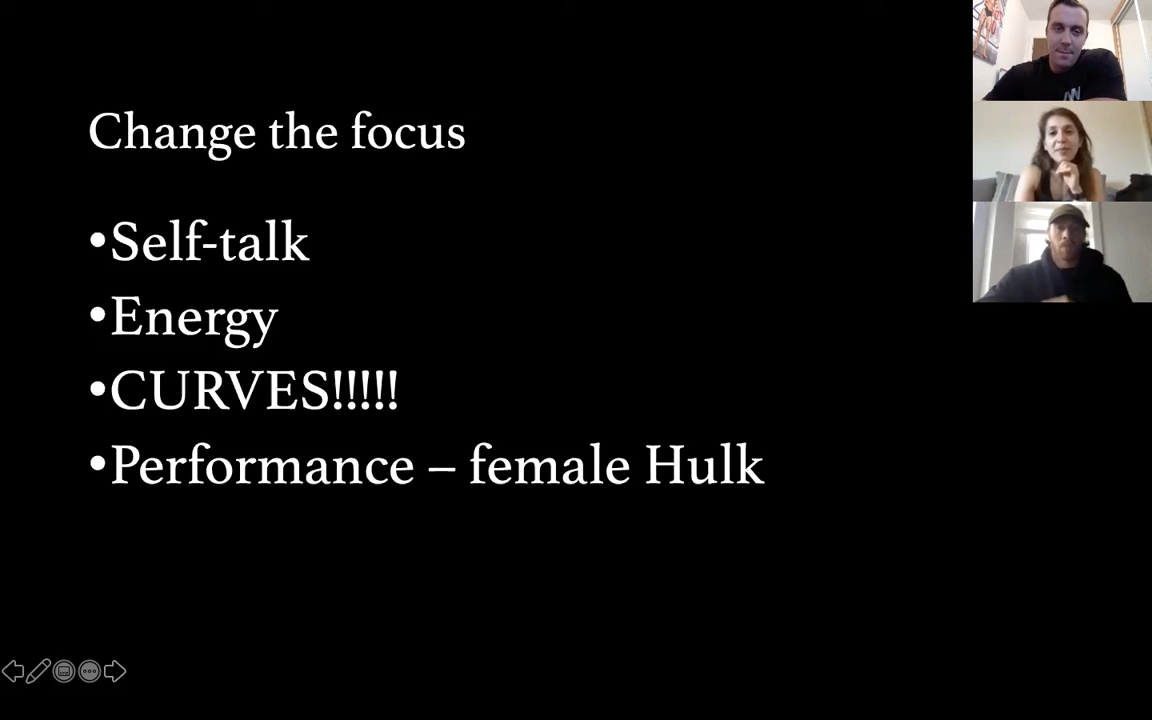 Change the focus
•Self-talk
•Energy
•CURVES!!!!!
•Performance – female Hulk